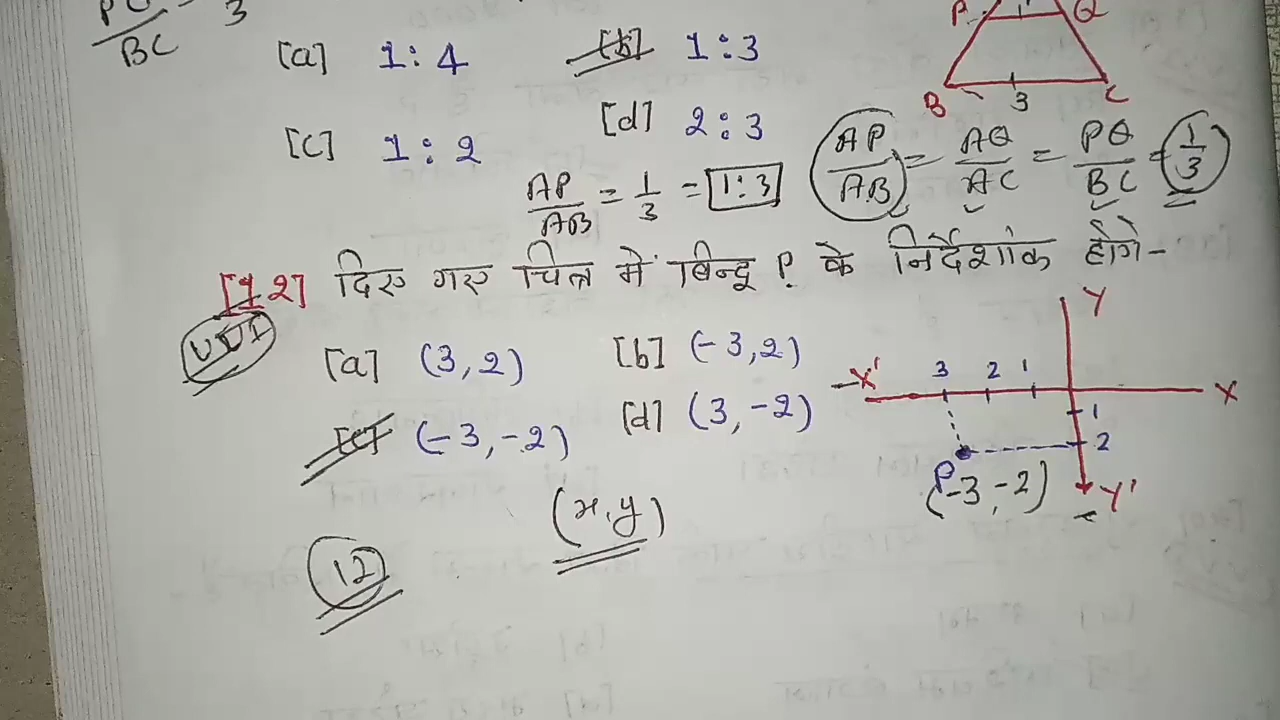 BC
3
[a] 1:4 [b] 1:3
[c] 1:2 [d] 2:3
P 1 Q
B 3 C
AP/AB = 1/3 = 1:3
AP/AB = AQ/AC = PQ/BC = 1/3
[12] दिए गए चित्र में बिन्दू P. के निर्देशांक होंगे-
VVI
[a] (3,2) [b] (-3,2)
[c] (-3,-2) [d] (3,-2)
(x,y)
12
Y
-X' 3 2 1 X
1
2
P
(-3,-2) Y'